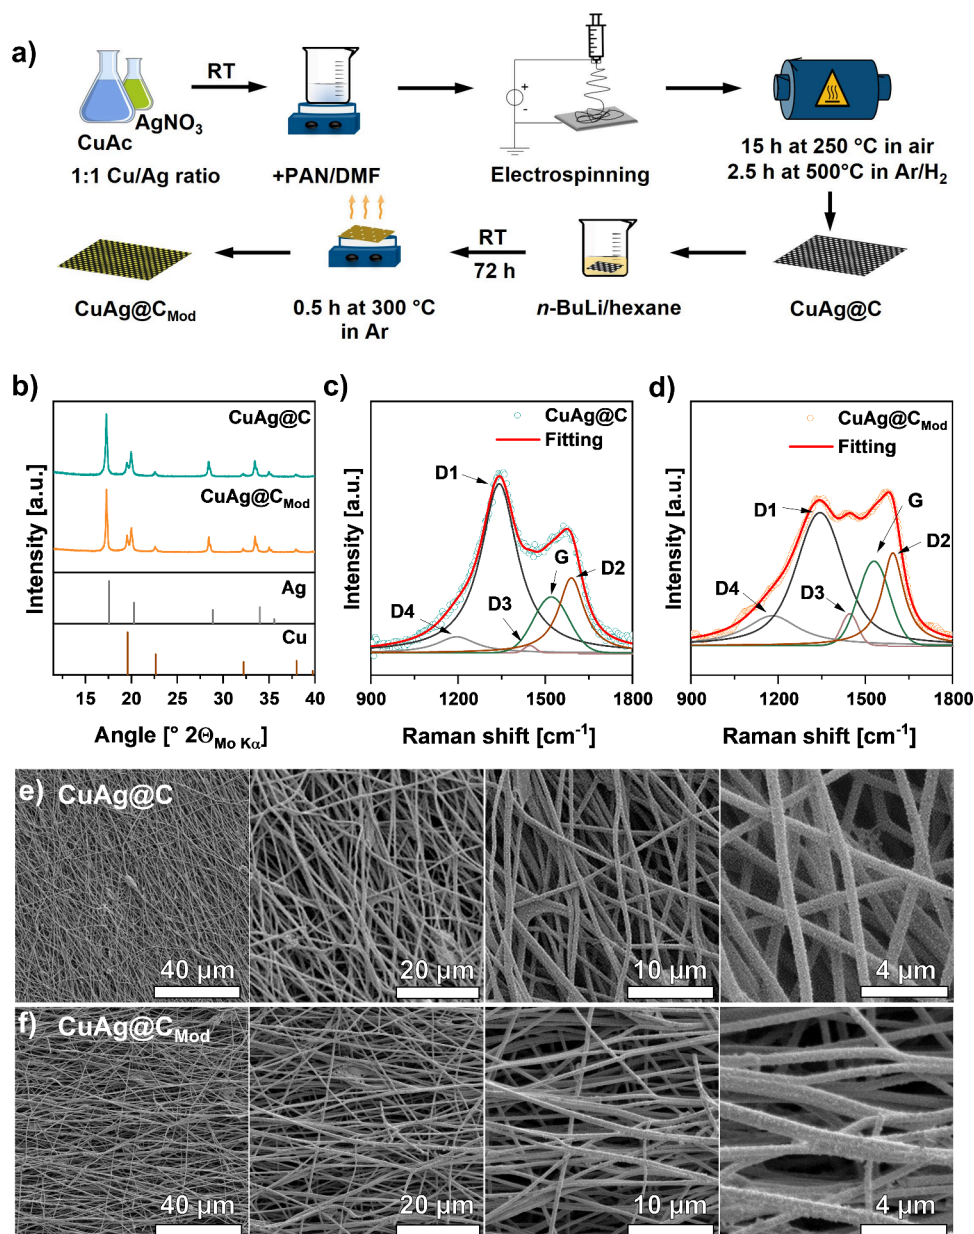 a)
RT
AgNO3
CuAc
1:1 Cu/Ag ratio
+PAN/DMF
+
-
Electrospinning
15 h at 250 °C in air
2.5 h at 500°C in Ar/H2
CuAg@C
n-BuLi/hexane
RT
72 h
0.5 h at 300 °C
in Ar
CuAg@CMod
b)
CuAg@C
CuAg@CMod
Ag
Cu
Intensity [a.u.]
15 20 25 30 35 40
Angle [° 2ΘMo Kα]
c)
CuAg@C
Fitting
D1
G
D2
D3
D4
Intensity [a.u.]
900 1200 1500 1800
Raman shift [cm-1]
d)
CuAg@CMod
Fitting
D1
G
D2
D3
D4
Intensity [a.u.]
900 1200 1500 1800
Raman shift [cm-1]
e) CuAg@C
40 µm
20 µm
10 µm
4 µm
f) CuAg@CMod
40 µm
20 µm
10 µm
4 µm